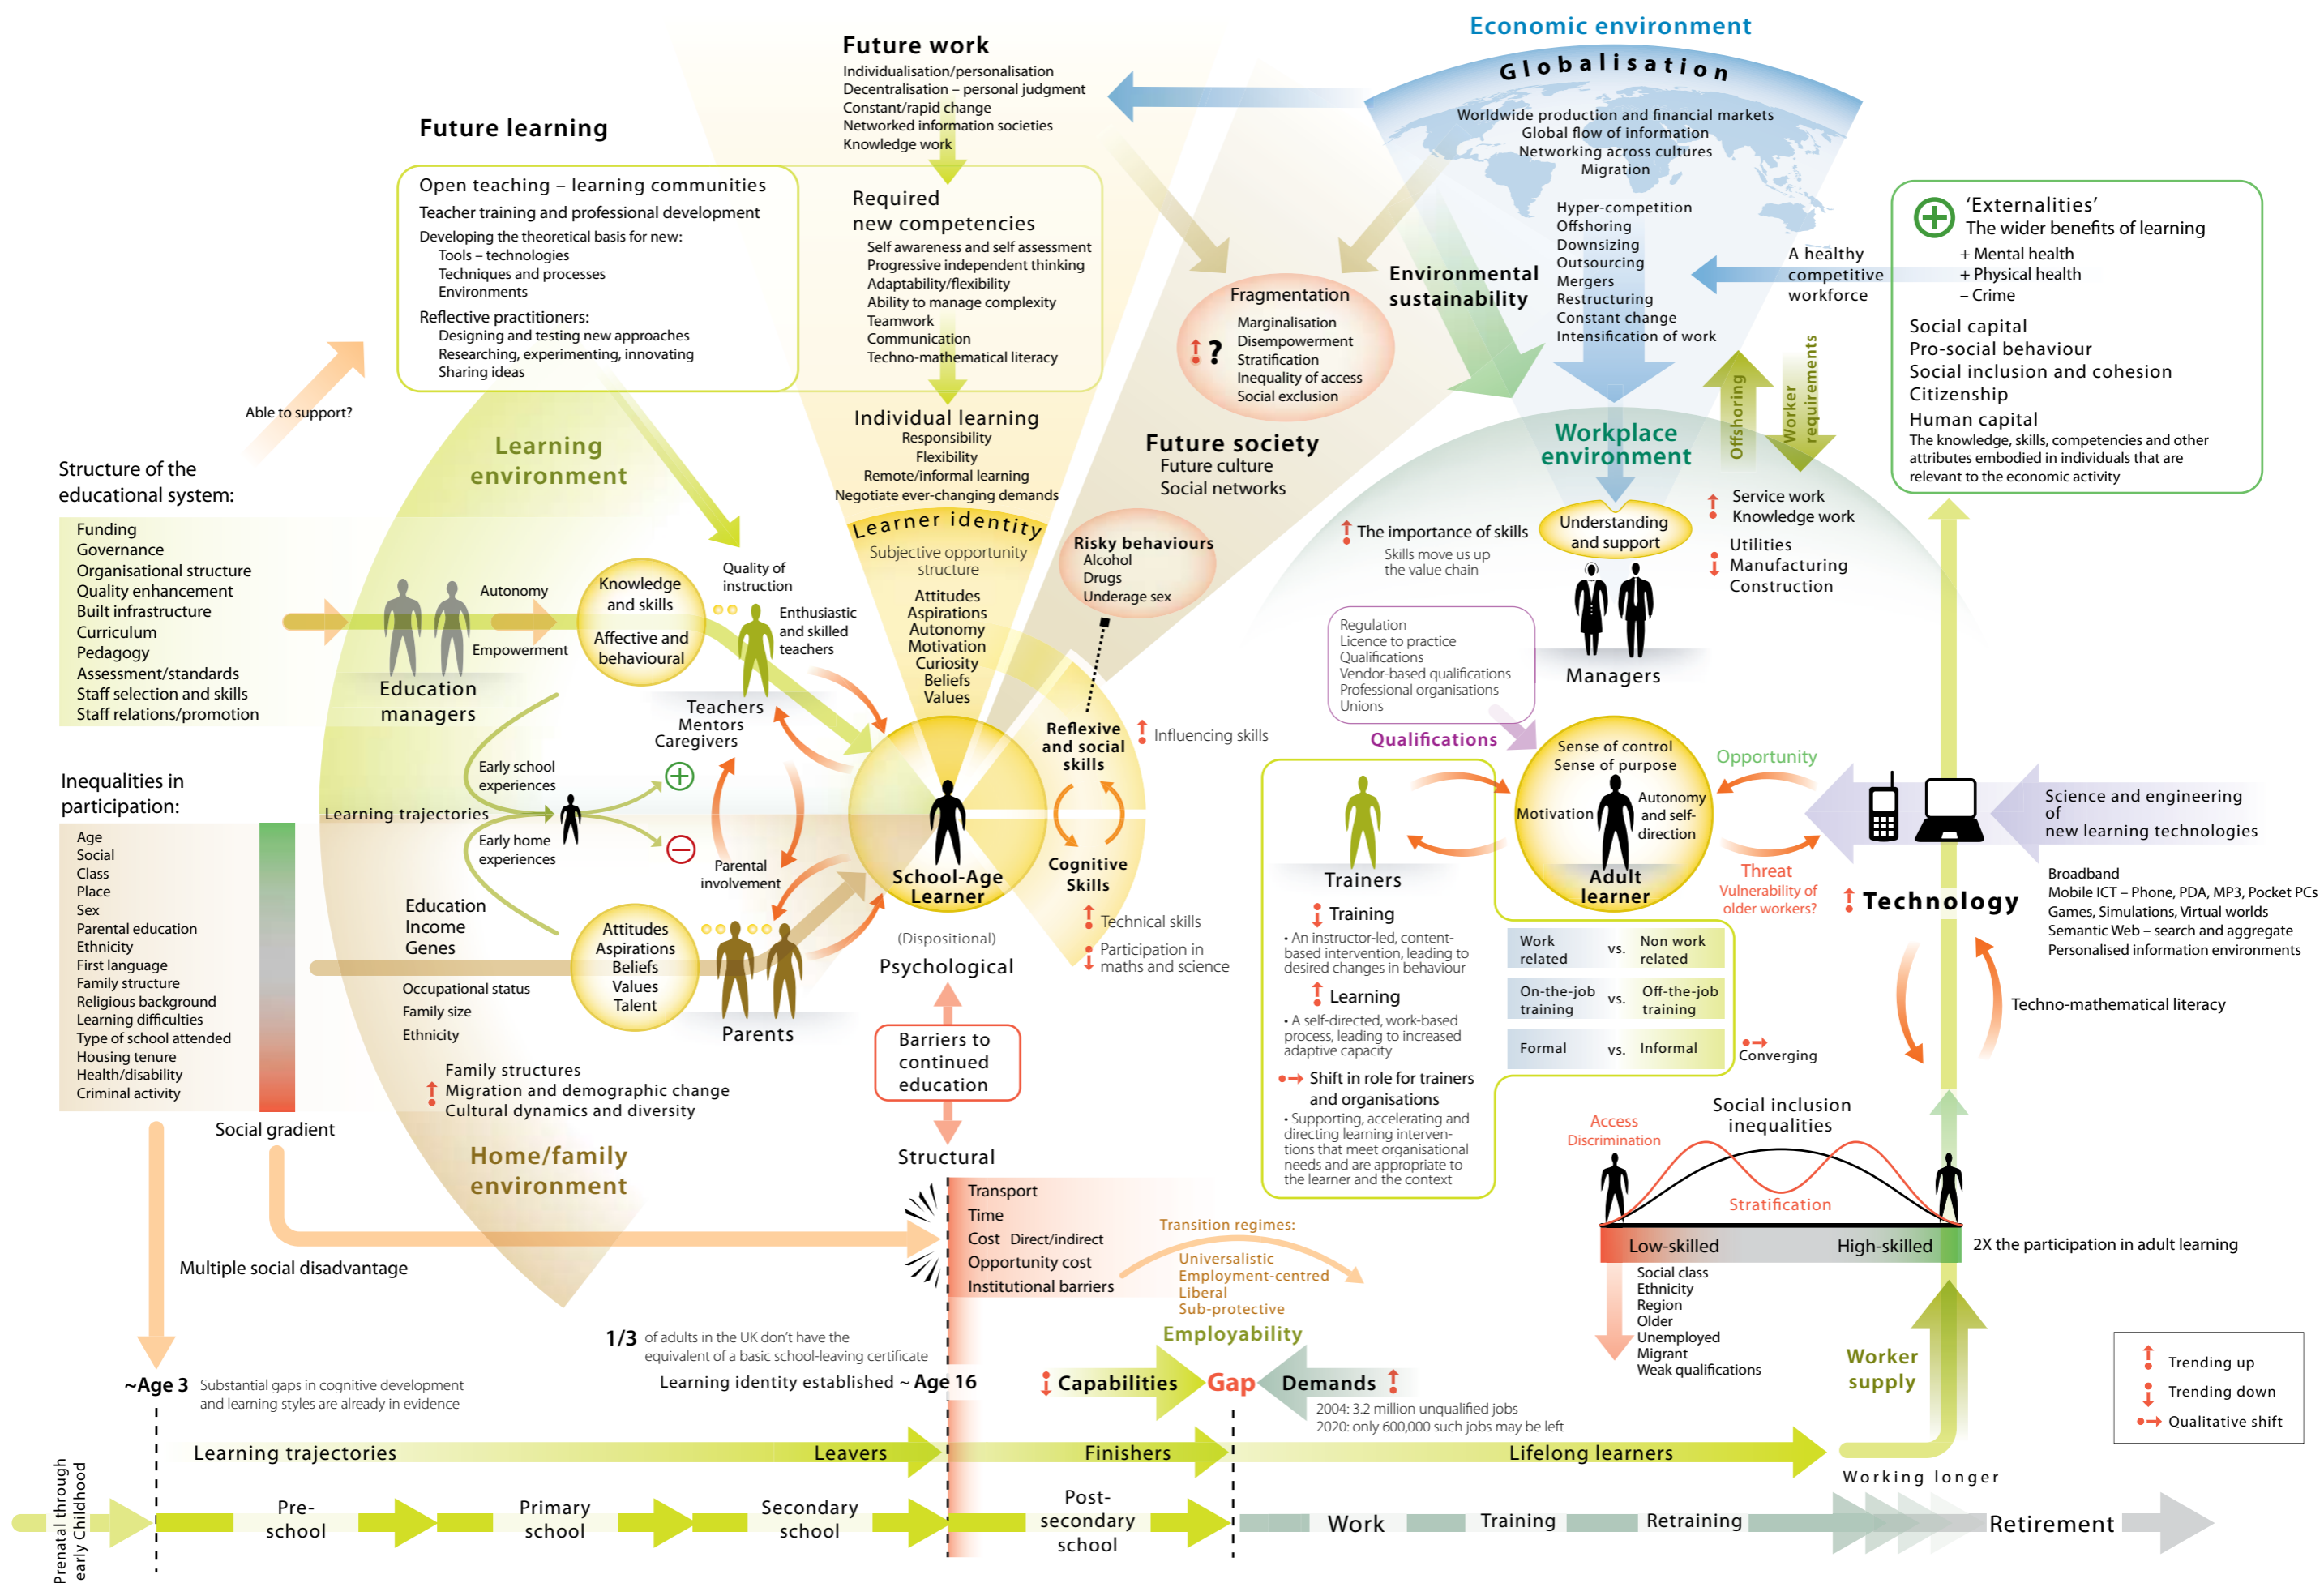 Economic environment
Globalisation
Worldwide production and financial markets
Global flow of information
Networking across cultures
Migration
Hyper-competition
Offshoring
Downsizing
Outsourcing
Mergers
Restructuring
Constant change
Intensification of work
Future work
Individualisation/personalisation
Decentralisation – personal judgment
Constant/rapid change
Networked information societies
Knowledge work
Future learning
Open teaching – learning communities
Teacher training and professional development
Developing the theoretical basis for new:
Tools – technologies
Techniques and processes
Environments
Reflective practitioners:
Designing and testing new approaches
Researching, experimenting, innovating
Sharing ideas
Required
new competencies
Self awareness and self assessment
Progressive independent thinking
Adaptability/flexibility
Ability to manage complexity
Teamwork
Communication
Techno-mathematical literacy
Individual learning
Responsibility
Flexibility
Remote/informal learning
Negotiate ever-changing demands
Learner identity
Subjective opportunity
structure
Attitudes
Aspirations
Autonomy
Motivation
Curiosity
Beliefs
Values
Fragmentation
Marginalisation
Disempowerment
Stratification
Inequality of access
Social exclusion
?
Environmental
sustainability
Future society
Future culture
Social networks
Risky behaviours
Alcohol
Drugs
Underage sex
A healthy
competitive
workforce
‘Externalities’
The wider benefits of learning
+ Mental health
+ Physical health
– Crime
Social capital
Pro-social behaviour
Social inclusion and cohesion
Citizenship
Human capital
The knowledge, skills, competencies and other
attributes embodied in individuals that are
relevant to the economic activity
Offshoring
Worker
requirements
Workplace
environment
Understanding
and support
The importance of skills
Skills move us up
the value chain
Service work
Knowledge work
Utilities
Manufacturing
Construction
Managers
Regulation
Licence to practice
Qualifications
Vendor-based qualifications
Professional organisations
Unions
Qualifications
Able to support?
Learning
environment
Structure of the
educational system:
Funding
Governance
Organisational structure
Quality enhancement
Built infrastructure
Curriculum
Pedagogy
Assessment/standards
Staff selection and skills
Staff relations/promotion
Education
managers
Autonomy
Empowerment
Knowledge
and skills
Affective and
behavioural
Quality of
instruction
Enthusiastic
and skilled
teachers
Teachers
Mentors
Caregivers
Early school
experiences
Learning trajectories
Early home
experiences
Parental
involvement
School-Age
Learner
Reflexive
and social
skills
Influencing skills
Cognitive
Skills
Technical skills
Participation in
maths and science
Inequalities in
participation:
Age
Social
Class
Place
Sex
Parental education
Ethnicity
First language
Family structure
Religious background
Learning difficulties
Type of school attended
Housing tenure
Health/disability
Criminal activity
Social gradient
Education
Income
Genes
Occupational status
Family size
Ethnicity
Attitudes
Aspirations
Beliefs
Values
Talent
Parents
Family structures
Migration and demographic change
Cultural dynamics and diversity
Home/family
environment
(Dispositional)
Psychological
Barriers to
continued
education
Structural
Transport
Time
Cost Direct/indirect
Opportunity cost
Institutional barriers
Transition regimes:
Universalistic
Employment-centred
Liberal
Sub-protective
Trainers
Training
• An instructor-led, content-
based intervention, leading to
desired changes in behaviour
Learning
• A self-directed, work-based
process, leading to increased
adaptive capacity
Shift in role for trainers
and organisations
• Supporting, accelerating and
directing learning interven-
tions that meet organisational
needs and are appropriate to
the learner and the context
Sense of control
Sense of purpose
Motivation
Autonomy
and self-
direction
Adult
learner
Opportunity
Threat
Vulnerability of
older workers?
Work
related
vs.
Non work
related
On-the-job
training
vs.
Off-the-job
training
Formal
vs.
Informal
Converging
Technology
Science and engineering
of
new learning technologies
Broadband
Mobile ICT – Phone, PDA, MP3, Pocket PCs
Games, Simulations, Virtual worlds
Semantic Web – search and aggregate
Personalised information environments
Techno-mathematical literacy
Social inclusion
inequalities
Access
Discrimination
Stratification
Low-skilled
High-skilled
2X the participation in adult learning
Social class
Ethnicity
Region
Older
Unemployed
Migrant
Weak qualifications
Worker
supply
Multiple social disadvantage
~Age 3
Substantial gaps in cognitive development
and learning styles are already in evidence
1/3 of adults in the UK don’t have the
equivalent of a basic school-leaving certificate
Learning identity established ~ Age 16
Employability
Capabilities
Gap
Demands
2004: 3.2 million unqualified jobs
2020: only 600,000 such jobs may be left
Trending up
Trending down
Qualitative shift
Learning trajectories
Leavers
Finishers
Lifelong learners
Working longer
Prenatal through
early Childhood
Pre-
school
Primary
school
Secondary
school
Post-
secondary
school
Work
Training
Retraining
Retirement